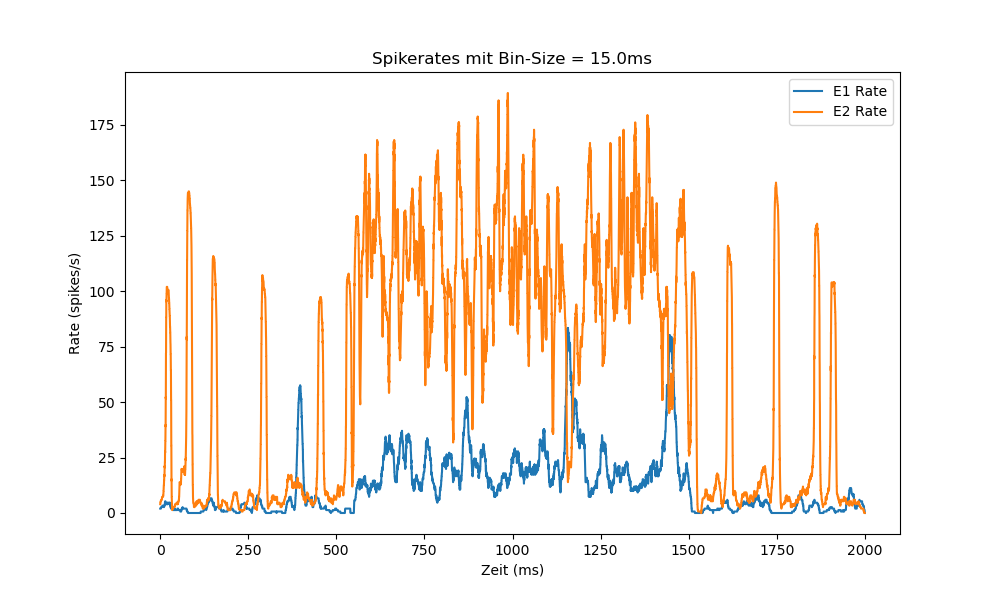 Spikerates mit Bin-Size = 15.0ms
E1 Rate
E2 Rate
175
150
125
100
75
50
25
0
Rate (spikes/s)
0 250 500 750 1000 1250 1500 1750 2000
Zeit (ms)